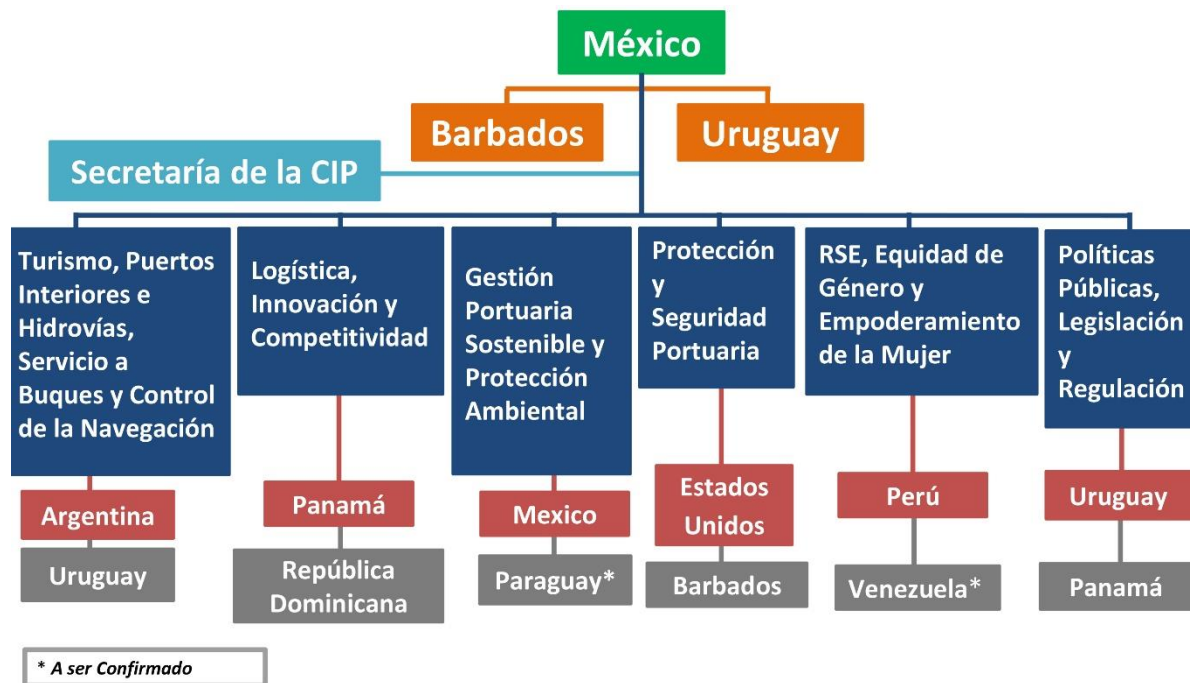 México
Barbados
Uruguay
Secretaría de la CIP
Turismo, Puertos
Interiores e
Hidrovías,
Servicio a
Buques y Control
de la Navegación
Logística,
Innovación y
Competitividad
Gestión
Portuaria
Sostenible y
Protección
Ambiental
Protección
y
Seguridad
Portuaria
RSE, Equidad de
Género y
Empoderamiento
de la Mujer
Políticas
Públicas,
Legislación
y
Regulación
Argentina
Panamá
Mexico
Estados
Unidos
Perú
Uruguay
Uruguay
República
Dominicana
Paraguay*
Barbados
Venezuela*
Panamá
* A ser Confirmado